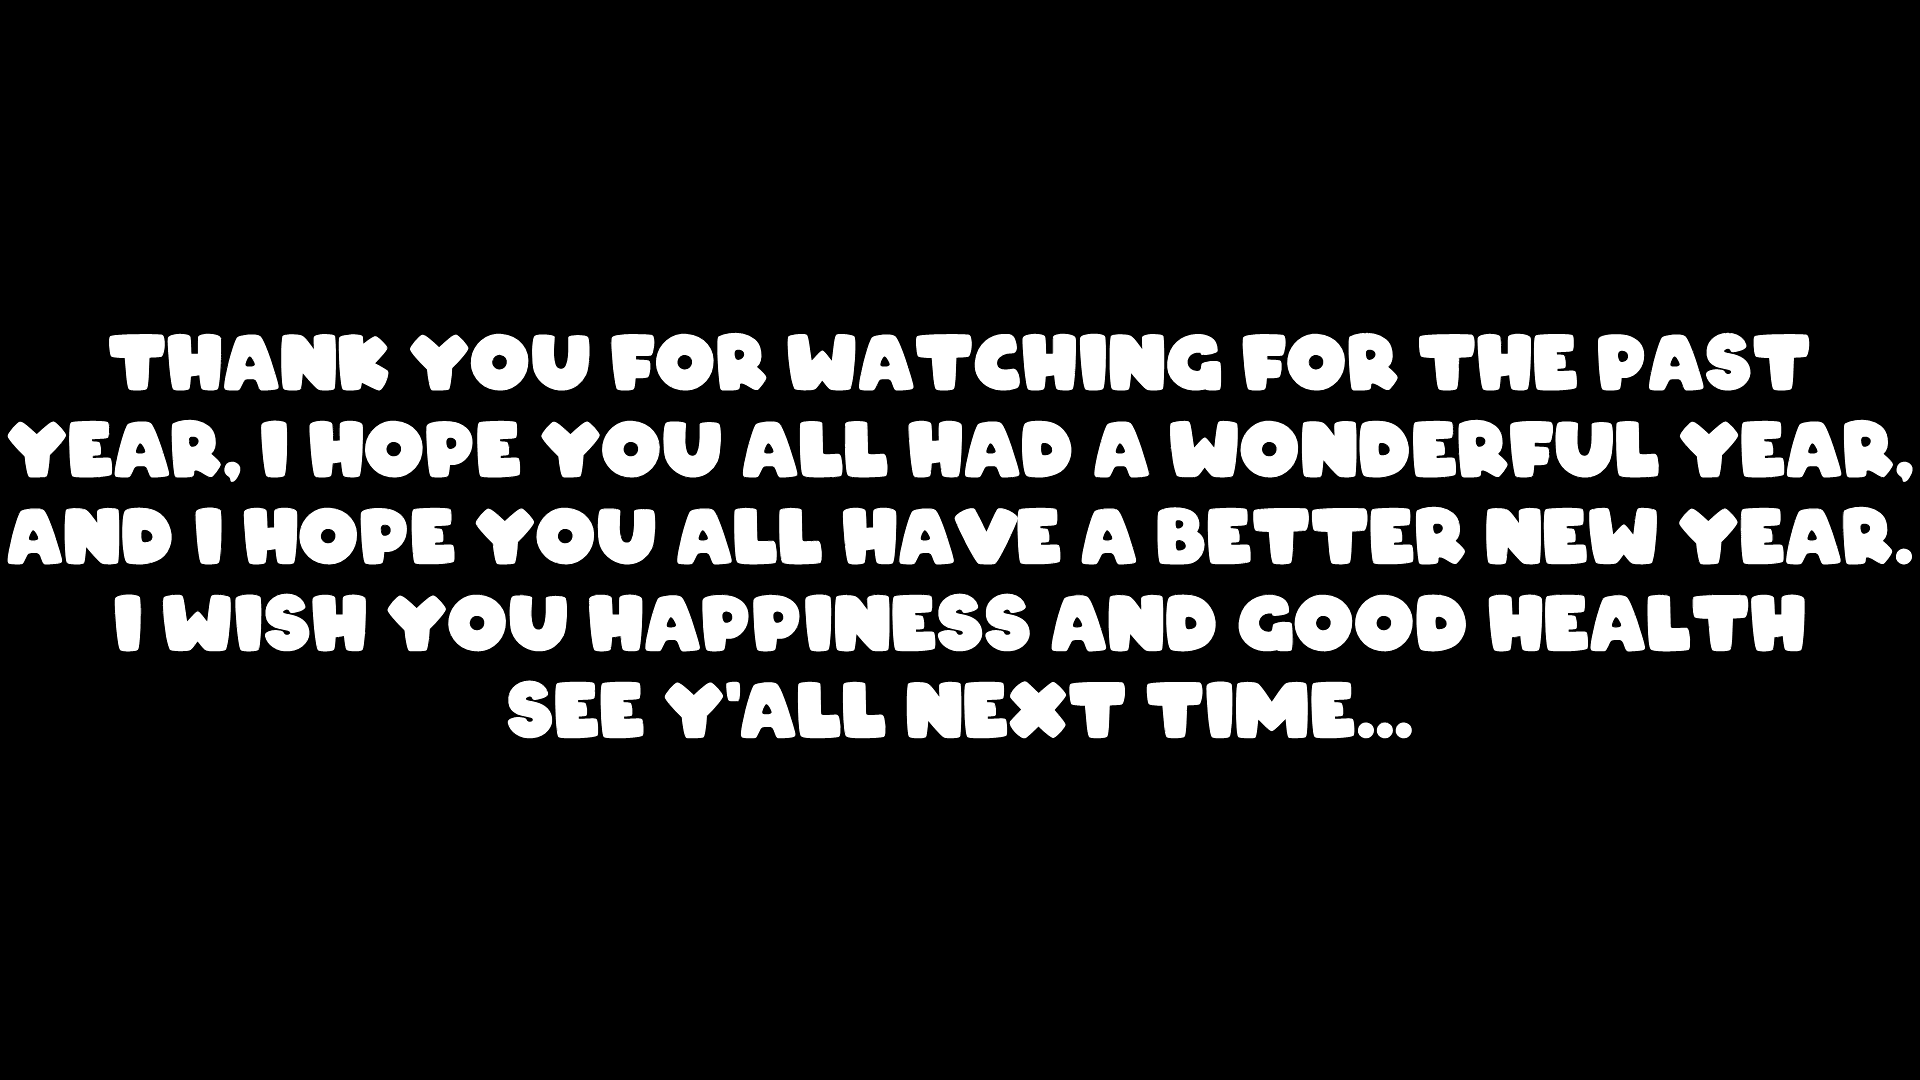 THANK YOU FOR WATCHING FOR THE PAST
YEAR, I HOPE YOU ALL HAD A WONDERFUL YEAR,
AND I HOPE YOU ALL HAVE A BETTER NEW YEAR.
I WISH YOU HAPPINESS AND GOOD HEALTH
SEE Y'ALL NEXT TIME...